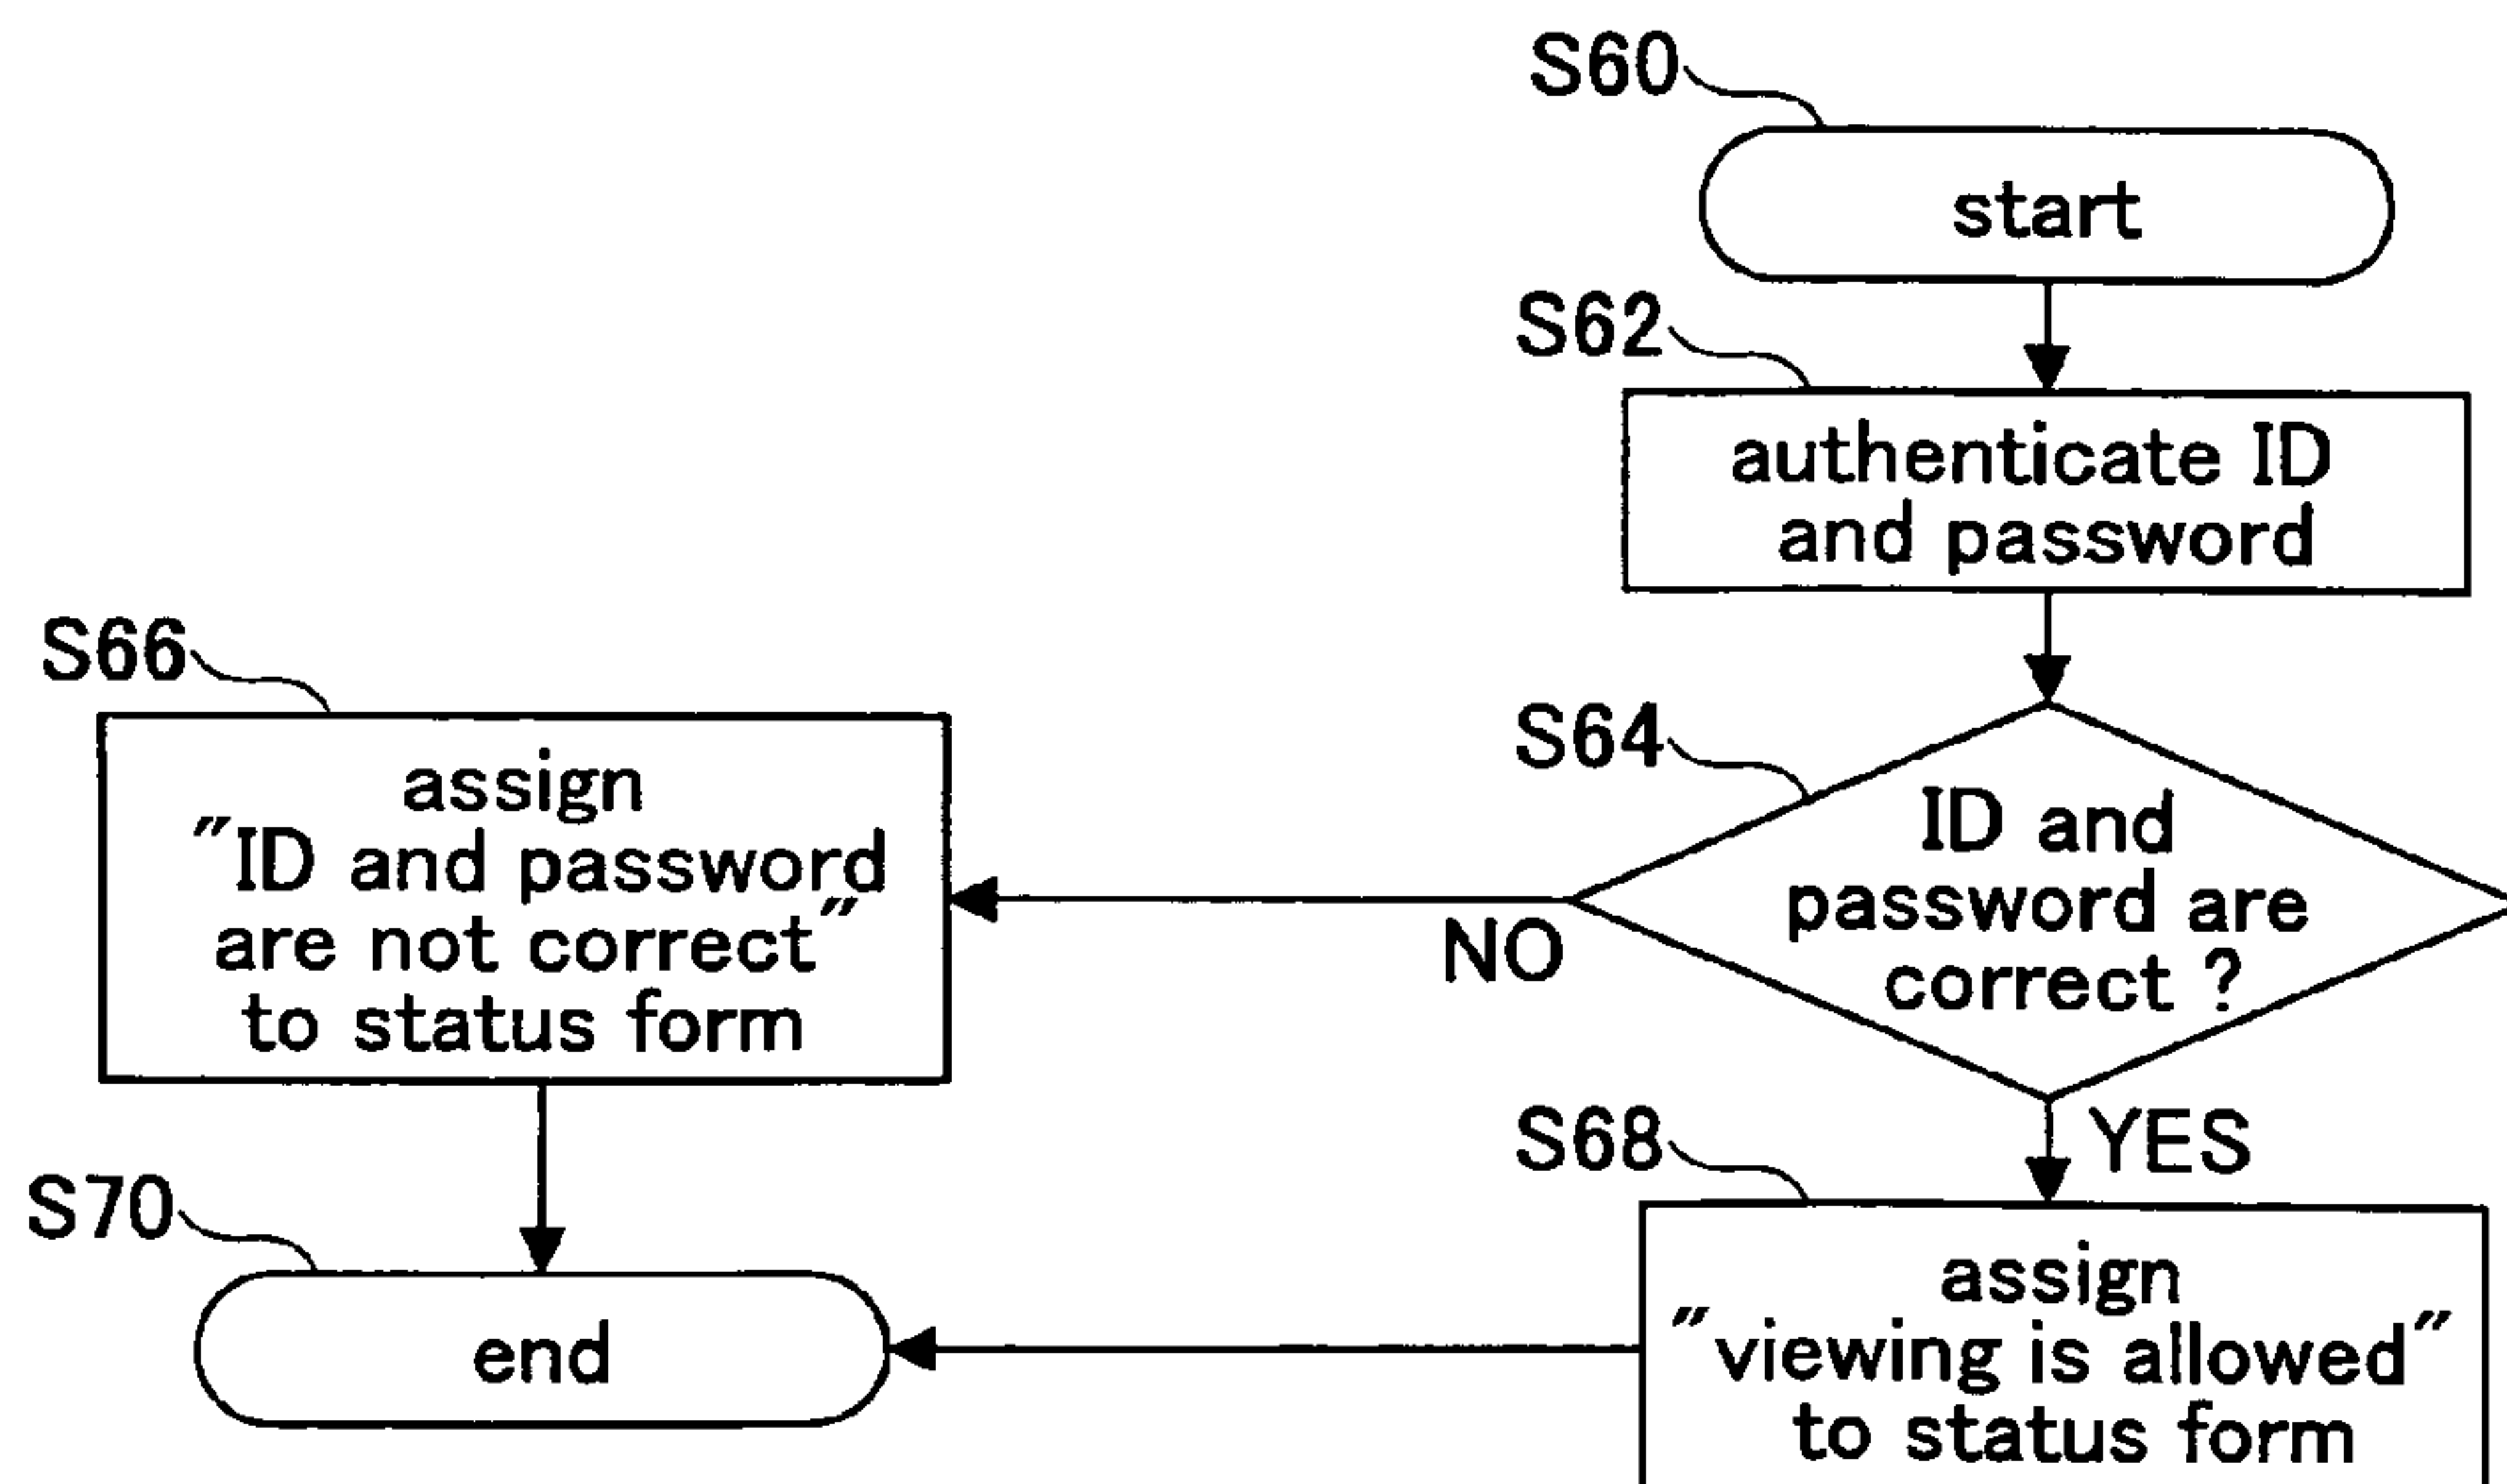 S60
start
S62
authenticate ID
and password
S64
ID and
password are
correct ?
NO
YES
S66
assign
"ID and password
are not correct"
to status form
S68
assign
"viewing is allowed"
to status form
S70
end